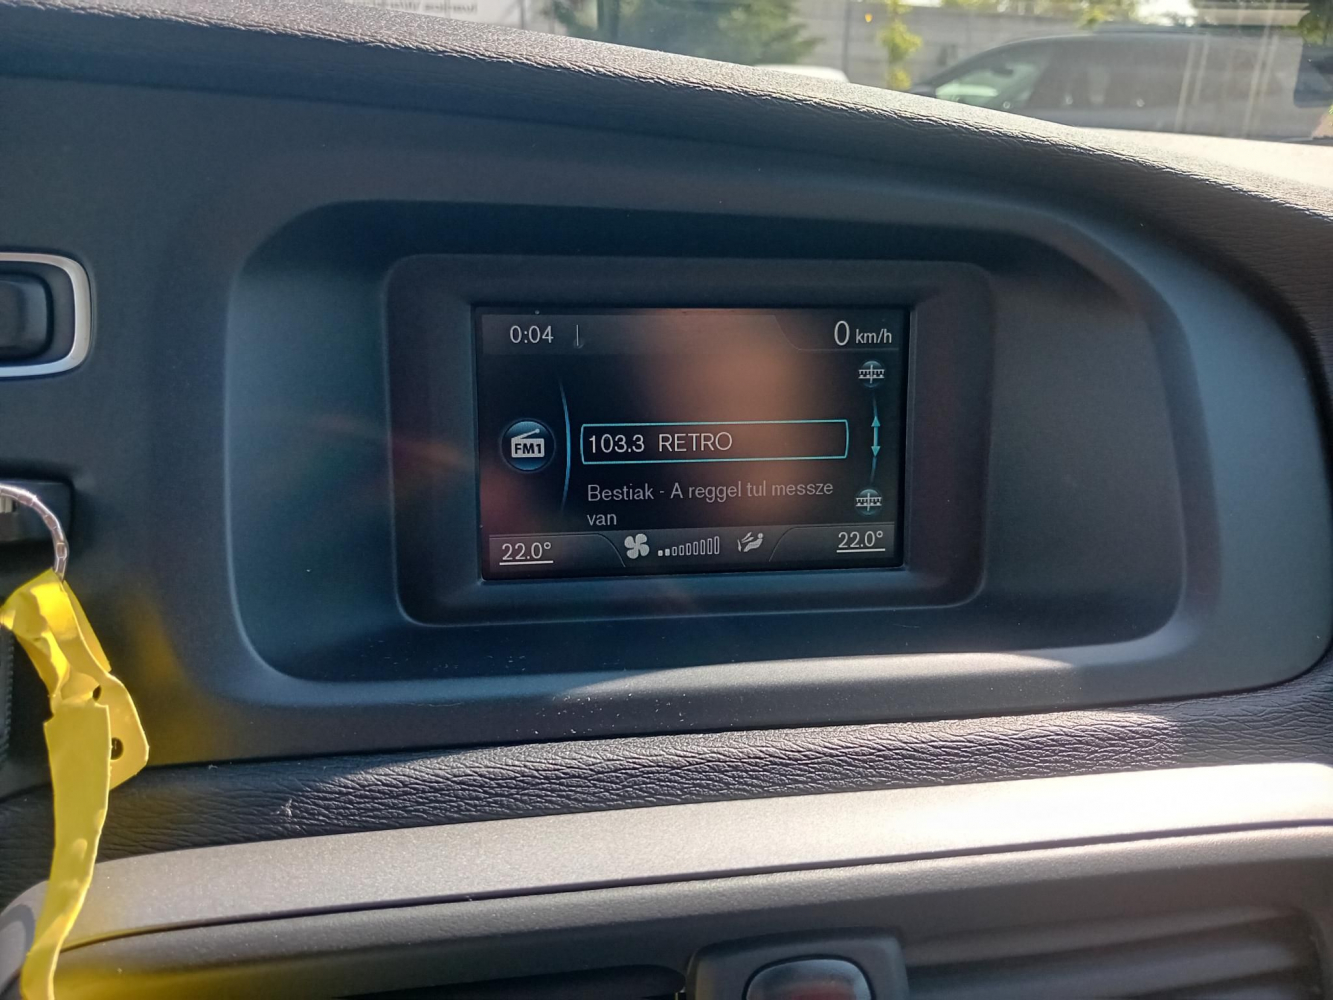 0:04
0 km/h
FM1
103.3 RETRO
Bestiak - A reggel tul messze
van
22.0°
22.0°